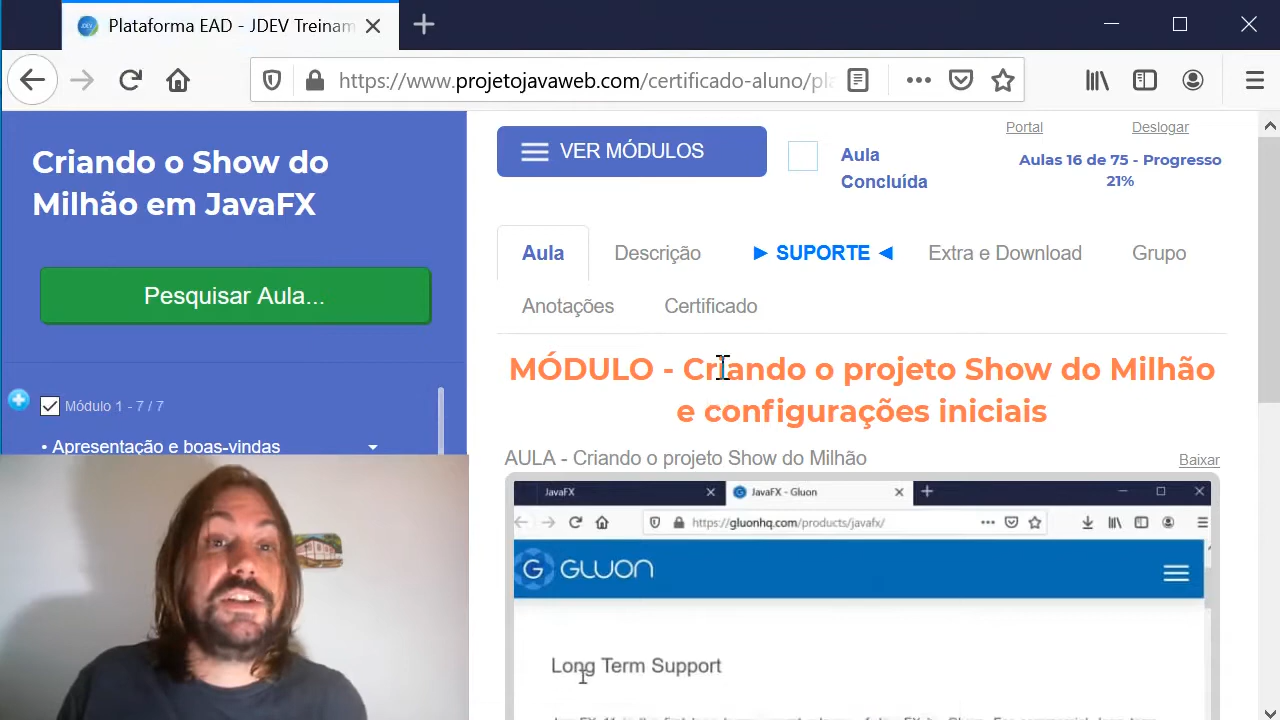 Plataforma EAD - JDEV Treinam
https://www.projetojavaweb.com/certificado-aluno/pla
Criando o Show do
Milhão em JavaFX
Pesquisar Aula...
Módulo 1 - 7 / 7
• Apresentação e boas-vindas
VER MÓDULOS
Aula
Concluída
Portal
Deslogar
Aulas 16 de 75 - Progresso
21%
Aula
Descrição
► SUPORTE ◄
Extra e Download
Grupo
Anotações
Certificado
MÓDULO - Criando o projeto Show do Milhão
e configurações iniciais
AULA - Criando o projeto Show do Milhão
Baixar
JavaFX
JavaFX - Gluon
https://gluonhq.com/products/javafx/
GLUON
Long Term Support